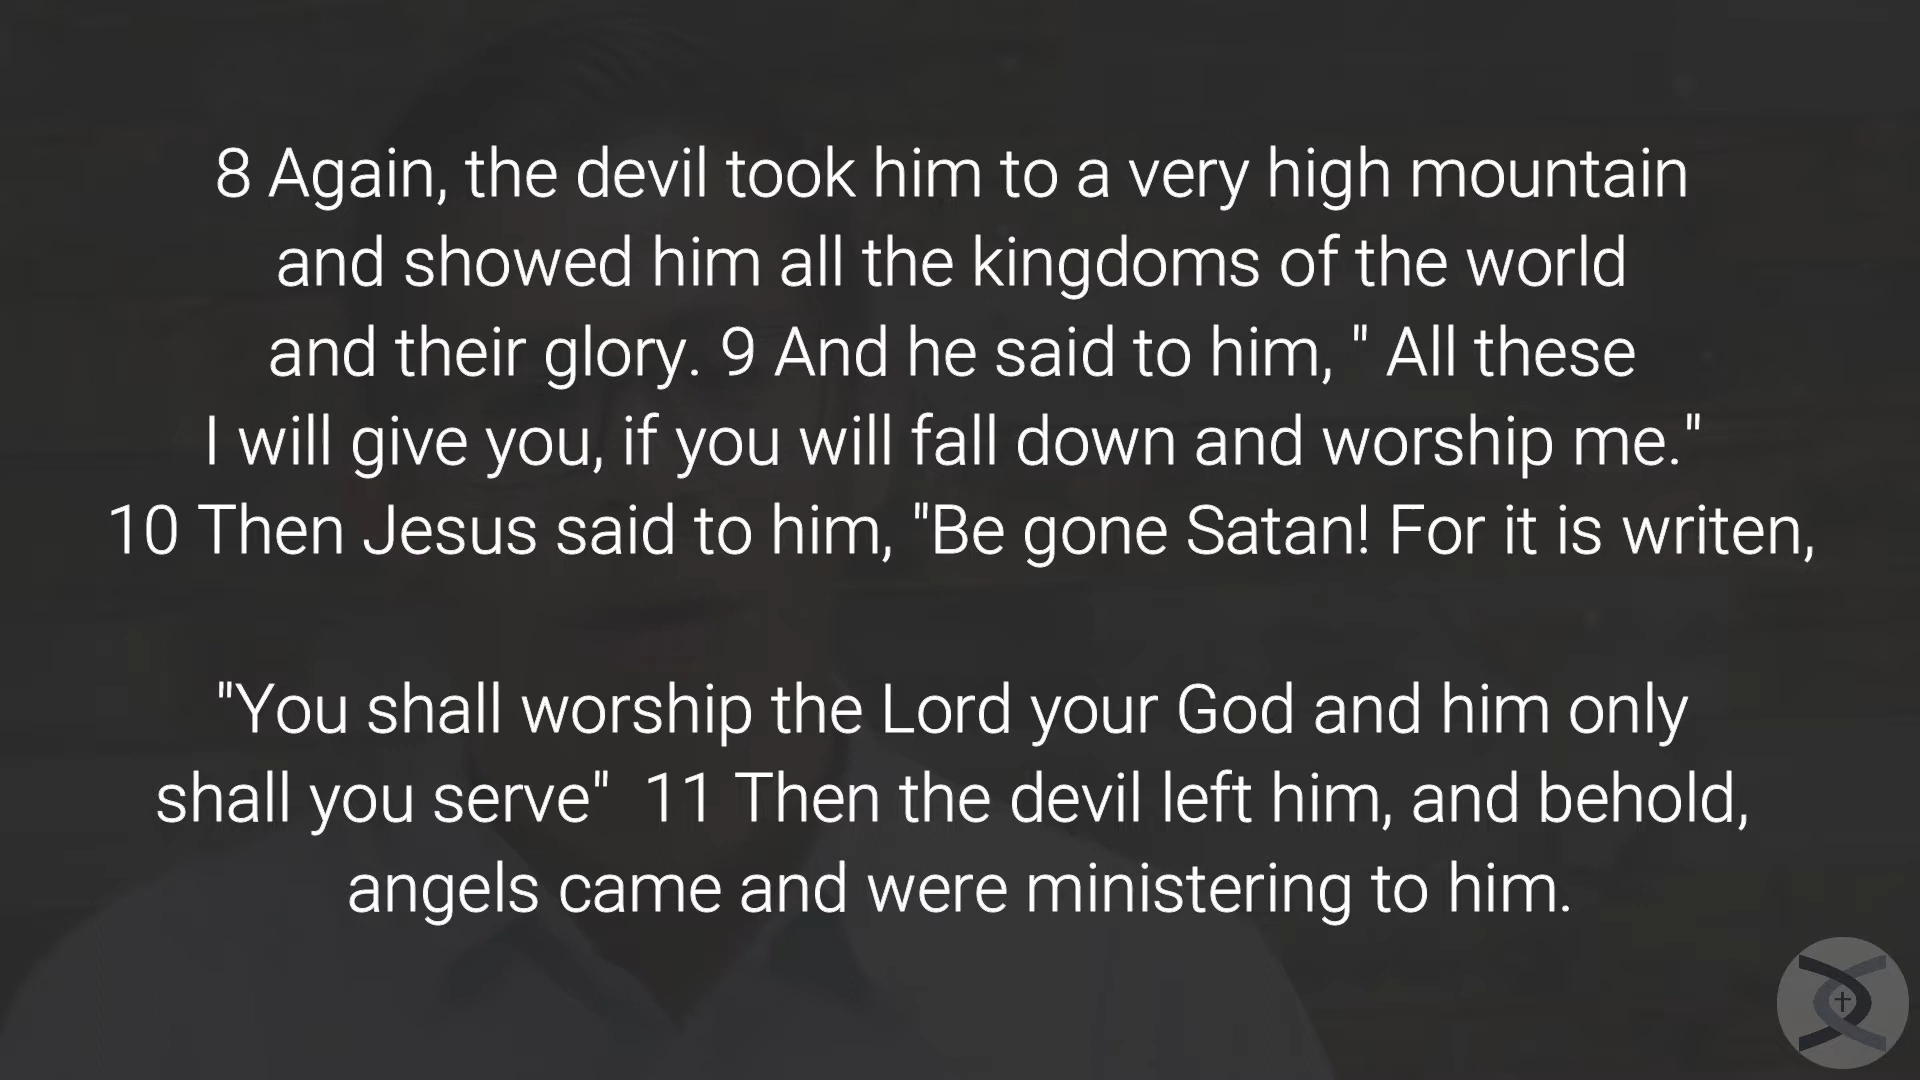 8 Again, the devil took him to a very high mountain
and showed him all the kingdoms of the world
and their glory. 9 And he said to him, " All these
I will give you, if you will fall down and worship me."
10 Then Jesus said to him, "Be gone Satan! For it is writen,
"You shall worship the Lord your God and him only
shall you serve"  11 Then the devil left him, and behold,
angels came and were ministering to him.